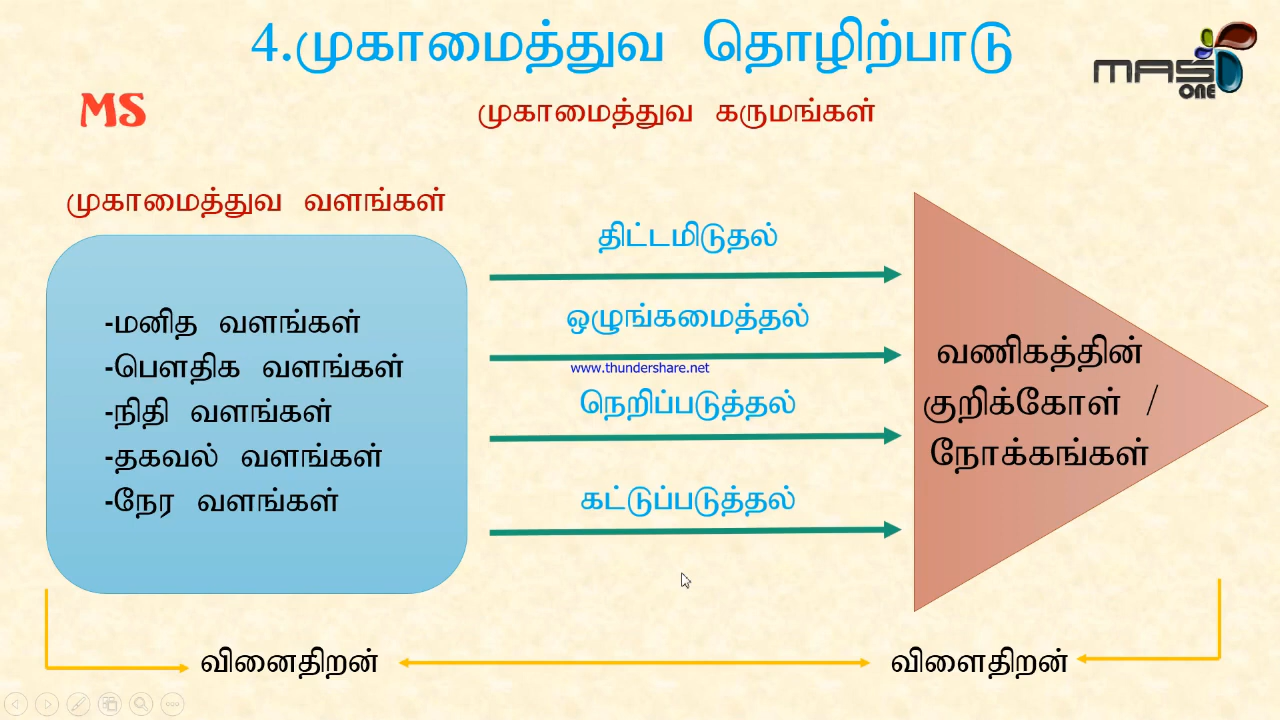 4.முகாமைத்துவ தொழிற்பாடு
MAS
ONE
MS
முகாமைத்துவ கருமங்கள்
முகாமைத்துவ வளங்கள்
-மனித வளங்கள்
-பௌதிக வளங்கள்
-நிதி வளங்கள்
-தகவல் வளங்கள்
-நேர வளங்கள்
திட்டமிடுதல்
ஒழுங்கமைத்தல்
www.thundershare.net
நெறிப்படுத்தல்
கட்டுப்படுத்தல்
வணிகத்தின்
குறிக்கோள் /
நோக்கங்கள்
வினைதிறன்
விளைதிறன்